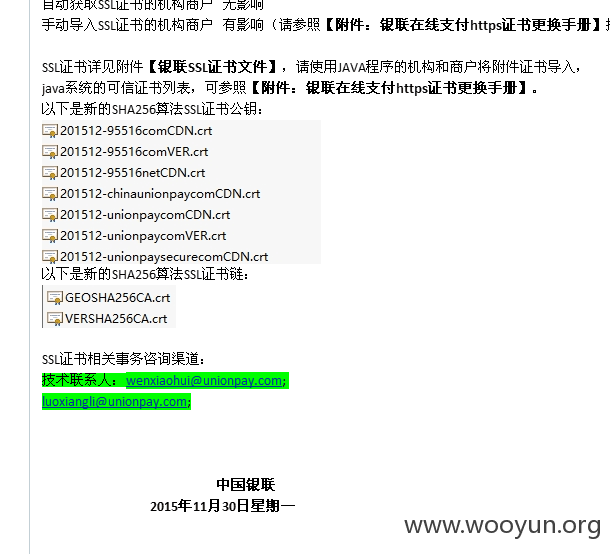 自动获取SSL证书的机构商户 无影响
手动导入SSL证书的机构商户 有影响（请参照【附件：银联在线支付https证书更换手册】
SSL证书详见附件【银联SSL证书文件】，请使用JAVA程序的机构和商户将附件证书导入，
java系统的可信证书列表，可参照【附件：银联在线支付https证书更换手册】。
以下是新的SHA256算法SSL证书公钥：
201512-95516comCDN.crt
201512-95516comVER.crt
201512-95516netCDN.crt
201512-chinaunionpaycomCDN.crt
201512-unionpaycomCDN.crt
201512-unionpaycomVER.crt
201512-unionpaysecurecomCDN.crt
以下是新的SHA256算法SSL证书链：
GEOSHA256CA.crt
VERSHA256CA.crt
SSL证书相关事务咨询渠道：
技术联系人：wenxiaohui@unionpay.com;
luoxiangli@unionpay.com;
中国银联
2015年11月30日星期一
www.wooyun.org